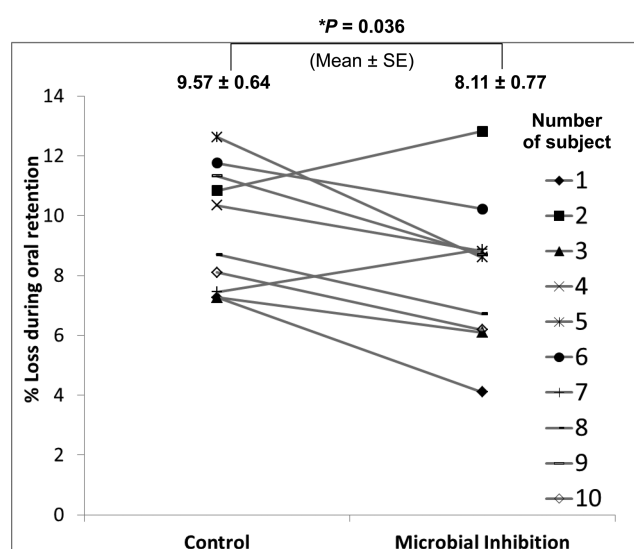 *P = 0.036
(Mean ± SE)
9.57 ± 0.64
8.11 ± 0.77
14
12
10
8
6
4
2
0
% Loss during oral retention
Control
Microbial Inhibition
Number
of subject
1
2
3
4
5
6
7
8
9
10